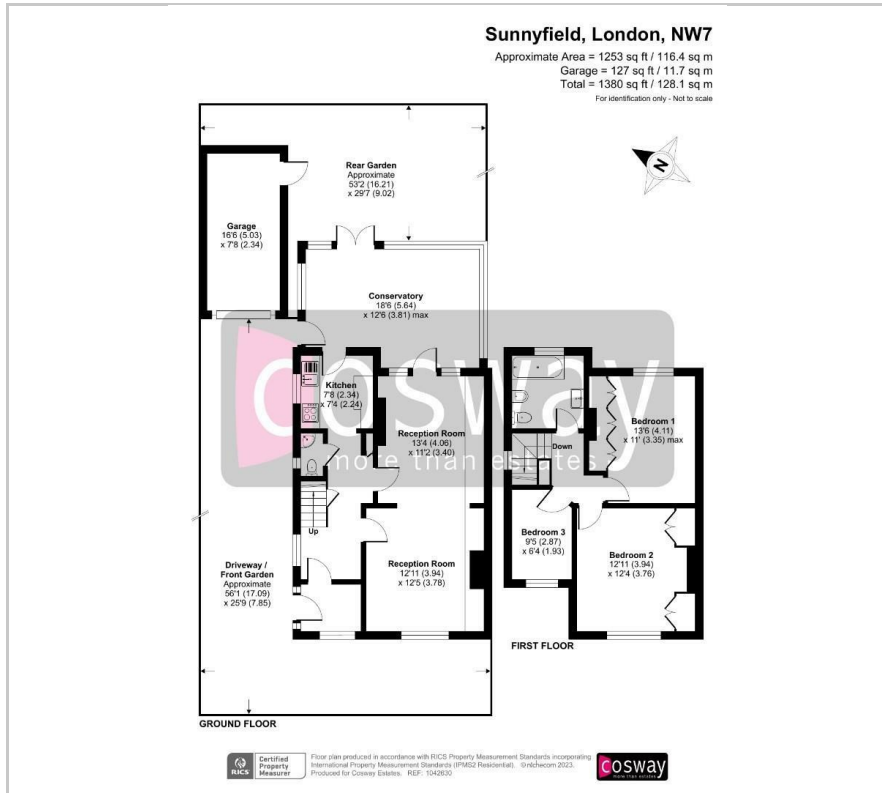 Sunnyfield, London, NW7
Approximate Area = 1253 sq ft / 116.4 sq m
Garage = 127 sq ft / 11.7 sq m
Total = 1380 sq ft / 128.1 sq m
For identification only - Not to scale
N
Rear Garden
Approximate
53'2 (16.21)
x 29'7 (9.02)
Garage
16'6 (5.03)
x 7'8 (2.34)
Conservatory
18'6 (5.64)
x 12'6 (3.81) max
cosway
more than estates
Kitchen
7'8 (2.34)
x 7'4 (2.24)
Reception Room
13'4 (4.06)
x 11'2 (3.40)
Up
Reception Room
12'11 (3.94)
x 12'5 (3.78)
Driveway /
Front Garden
Approximate
56'1 (17.09)
x 25'9 (7.85)
GROUND FLOOR
Down
Bedroom 1
13'6 (4.11)
x 11' (3.35) max
Bedroom 3
9'5 (2.87)
x 6'4 (1.93)
Bedroom 2
12'11 (3.94)
x 12'4 (3.76)
FIRST FLOOR
RICS
Certified
Property
Measurer
Floor plan produced in accordance with RICS Property Measurement Standards incorporating
International Property Measurement Standards (IPMS2 Residential). ©nichecom 2023.
Produced for Cosway Estates. REF: 1042630
cosway
more than estates